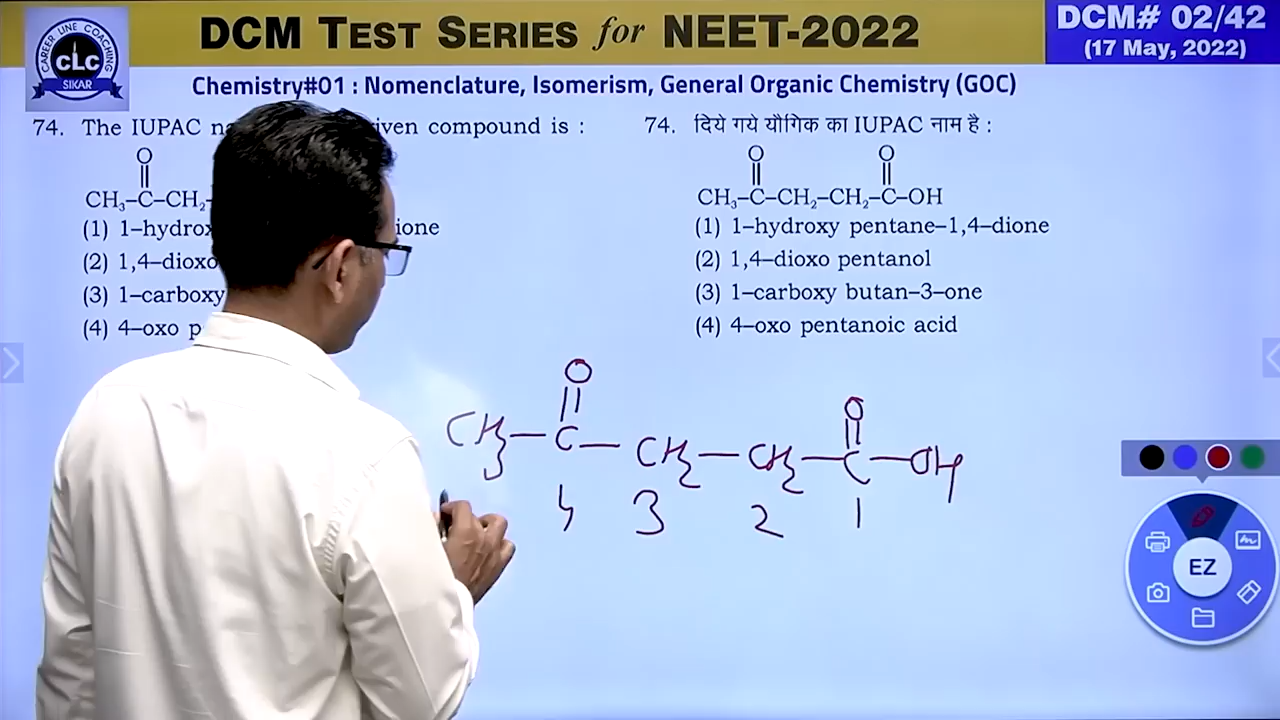 DCM TEST SERIES for NEET-2022
DCM# 02/42
(17 May, 2022)
CAREER LINE COACHING
CLC
SIKAR
Chemistry#01 : Nomenclature, Isomerism, General Organic Chemistry (GOC)
74. The IUPAC compound is :
O
CH₃–C–CH₂
(1) 1–hydrox ione
(2) 1,4–dioxo
(3) 1–carboxy
(4) 4–oxo p
74. दिये गये यौगिक का IUPAC नाम है :
O O
CH₃–C–CH₂–CH₂–C–OH
(1) 1–hydroxy pentane–1,4–dione
(2) 1,4–dioxo pentanol
(3) 1–carboxy butan–3–one
(4) 4–oxo pentanoic acid
O O
CH₃–C–CH₂–CH₂–C–OH
4 3 2 1
EZ